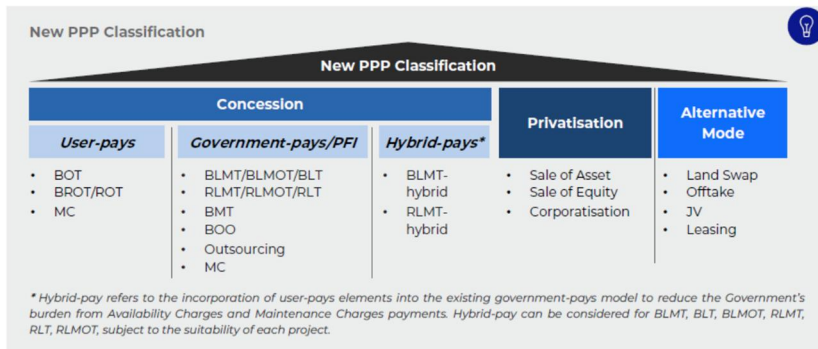 New PPP Classification
New PPP Classification
Concession
User-pays
• BOT
• BROT/ROT
• MC
Government-pays/PFI
• BLMT/BLMOT/BLT
• RLMT/RLMOT/RLT
• BMT
• BOO
• Outsourcing
• MC
Hybrid-pays*
• BLMT-
hybrid
• RLMT-
hybrid
Privatisation
• Sale of Asset
• Sale of Equity
• Corporatisation
Alternative
Mode
• Land Swap
• Offtake
• JV
• Leasing
* Hybrid-pay refers to the incorporation of user-pays elements into the existing government-pays model to reduce the Government's
burden from Availability Charges and Maintenance Charges payments. Hybrid-pay can be considered for BLMT, BLT, BLMOT, RLMT,
RLT, RLMOT, subject to the suitability of each project.